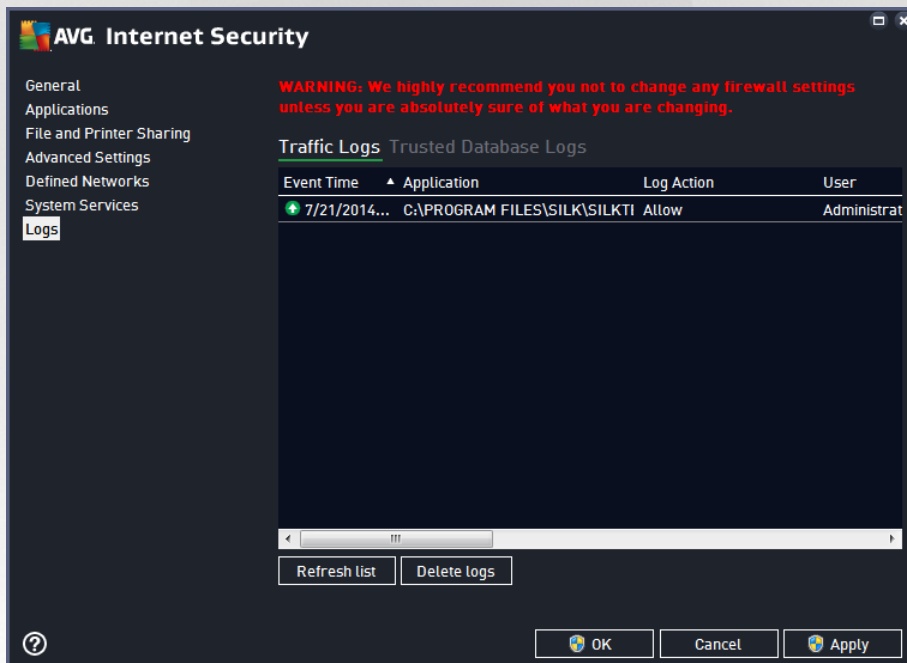 AVG Internet Security
General
Applications
File and Printer Sharing
Advanced Settings
Defined Networks
System Services
Logs
WARNING: We highly recommend you not to change any firewall settings
unless you are absolutely sure of what you are changing.
Traffic Logs Trusted Database Logs
Event Time Application Log Action User
7/21/2014... C:\PROGRAM FILES\SILK\SILKTI Allow Administrat
Refresh list Delete logs
? OK Cancel Apply